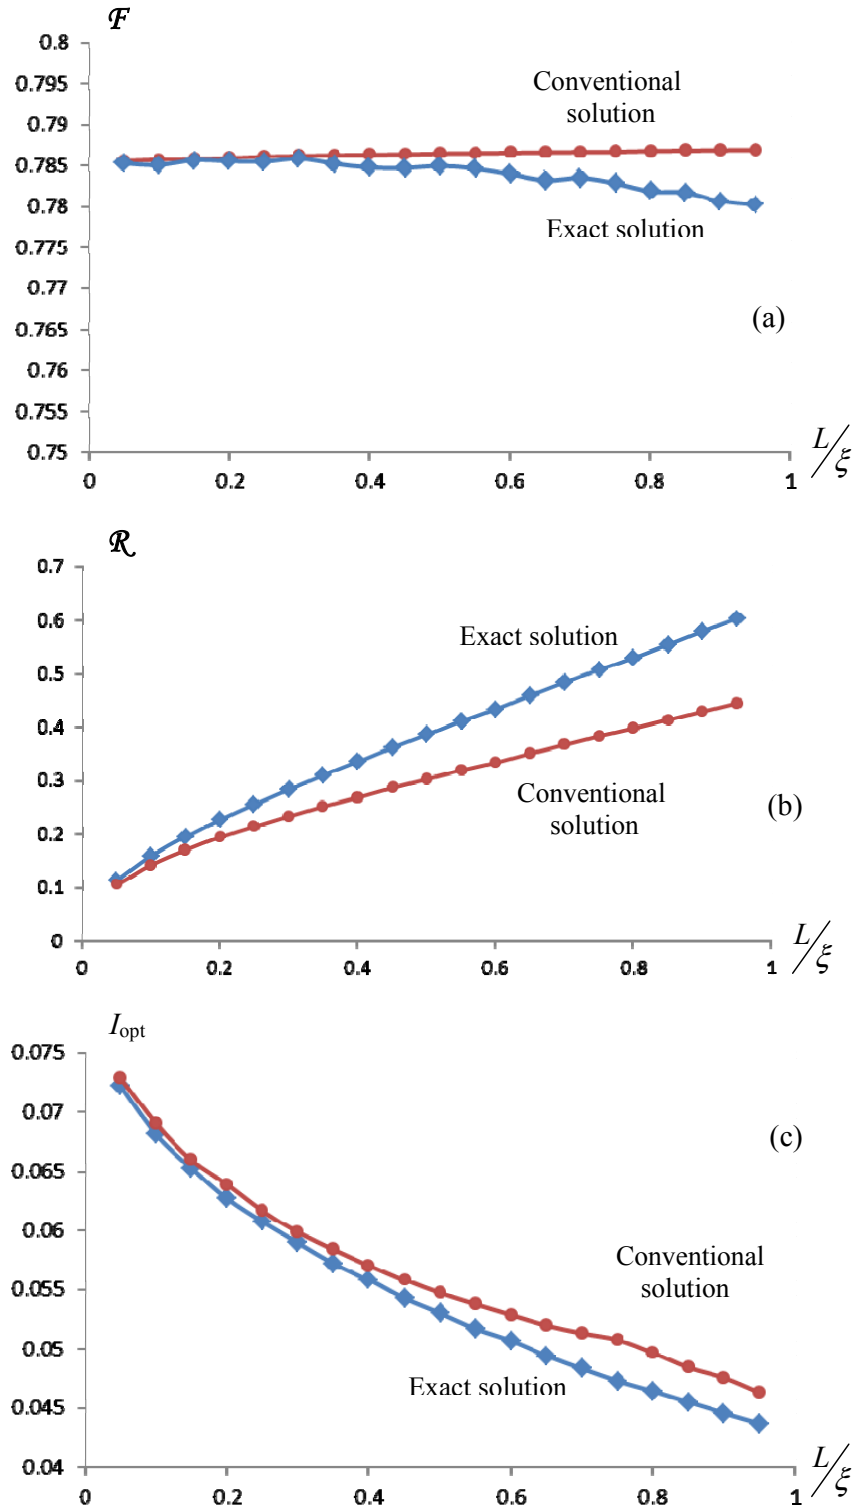 ℱ
0.8
0.795
0.79
0.785
0.78
0.775
0.77
0.765
0.76
0.755
0.75
Conventional
solution
Exact solution
(a)
0 0.2 0.4 0.6 0.8 1
L/ξ
ℛ
0.7
0.6
0.5
0.4
0.3
0.2
0.1
0
Exact solution
Conventional
solution
(b)
0 0.2 0.4 0.6 0.8 1
L/ξ
Iopt
0.075
0.07
0.065
0.06
0.055
0.05
0.045
0.04
(c)
Conventional
solution
Exact solution
0 0.2 0.4 0.6 0.8 1
L/ξ